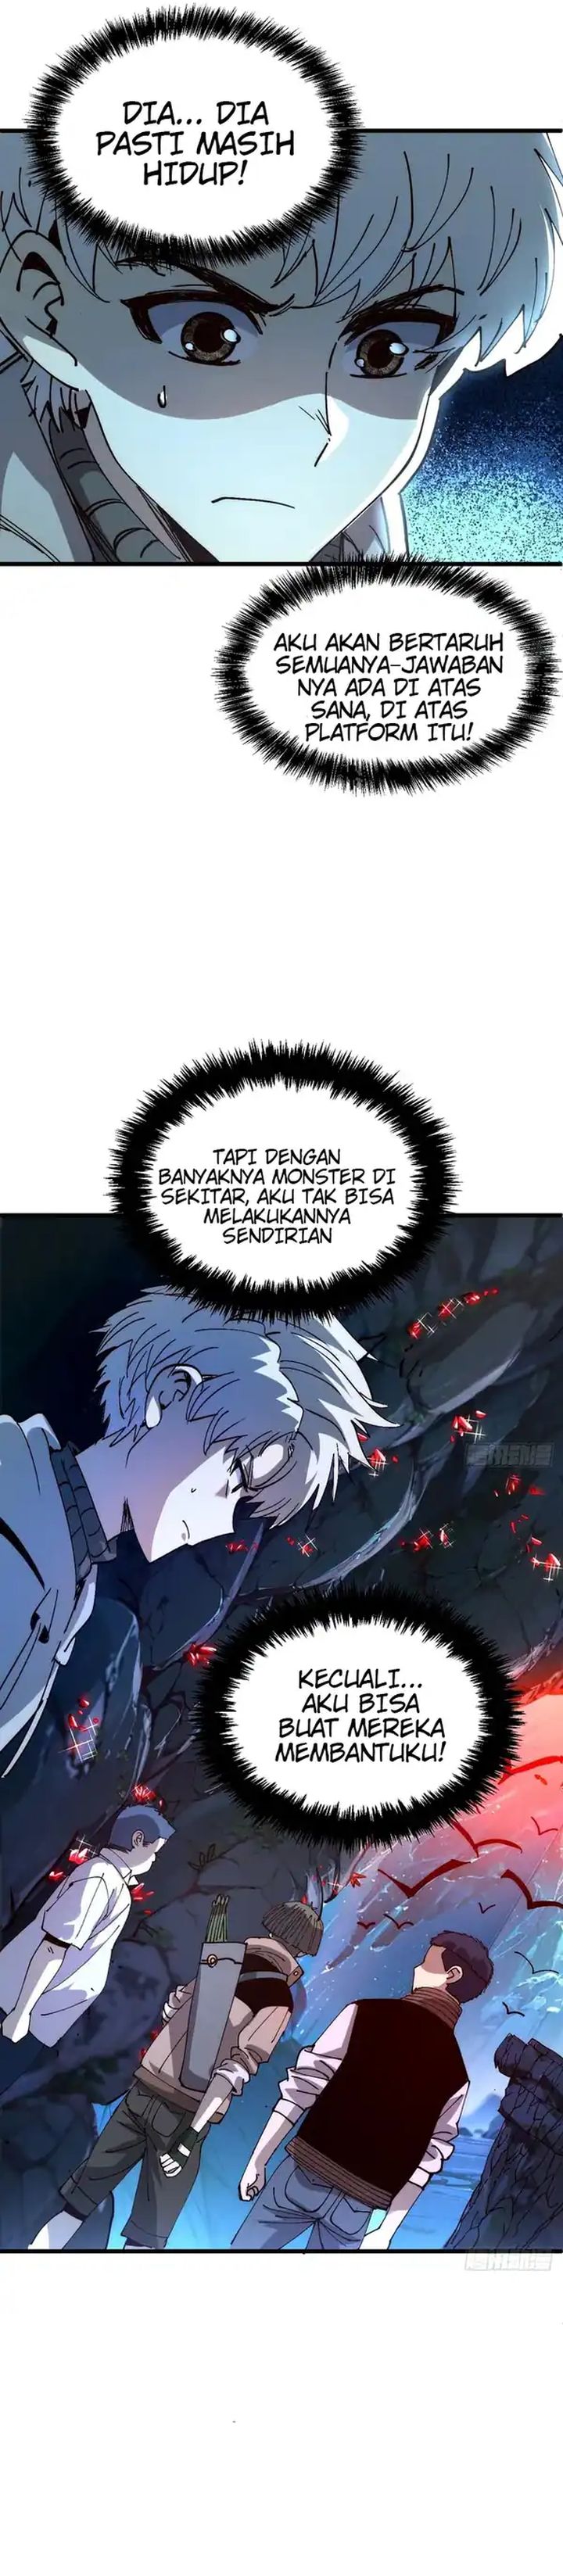 DIA... DIA
PASTI MASIH
HIDUP!
AKU AKAN BERTARUH
SEMUANYA-JAWABAN
NYA ADA DI ATAS
SANA, DI ATAS
PLATFORM ITU!
TAPI DENGAN
BANYAKNYA MONSTER DI
SEKITAR, AKU TAK BISA
MELAKUKANNYA
SENDIRIAN
KECUALI...
AKU BISA
BUAT MEREKA
MEMBANTUKU!